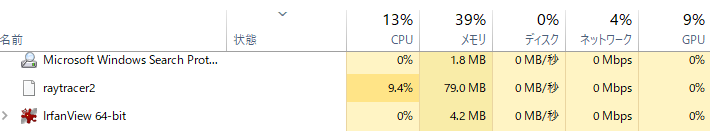 13% 39% 0% 4% 9%
名前 状態 CPU メモリ ディスク ネットワーク GPU
Microsoft Windows Search Prot... 0% 1.8 MB 0 MB/秒 0 Mbps 0%
raytracer2 9.4% 79.0 MB 0 MB/秒 0 Mbps 0%
IrfanView 64-bit 0% 4.2 MB 0 MB/秒 0 Mbps 0%